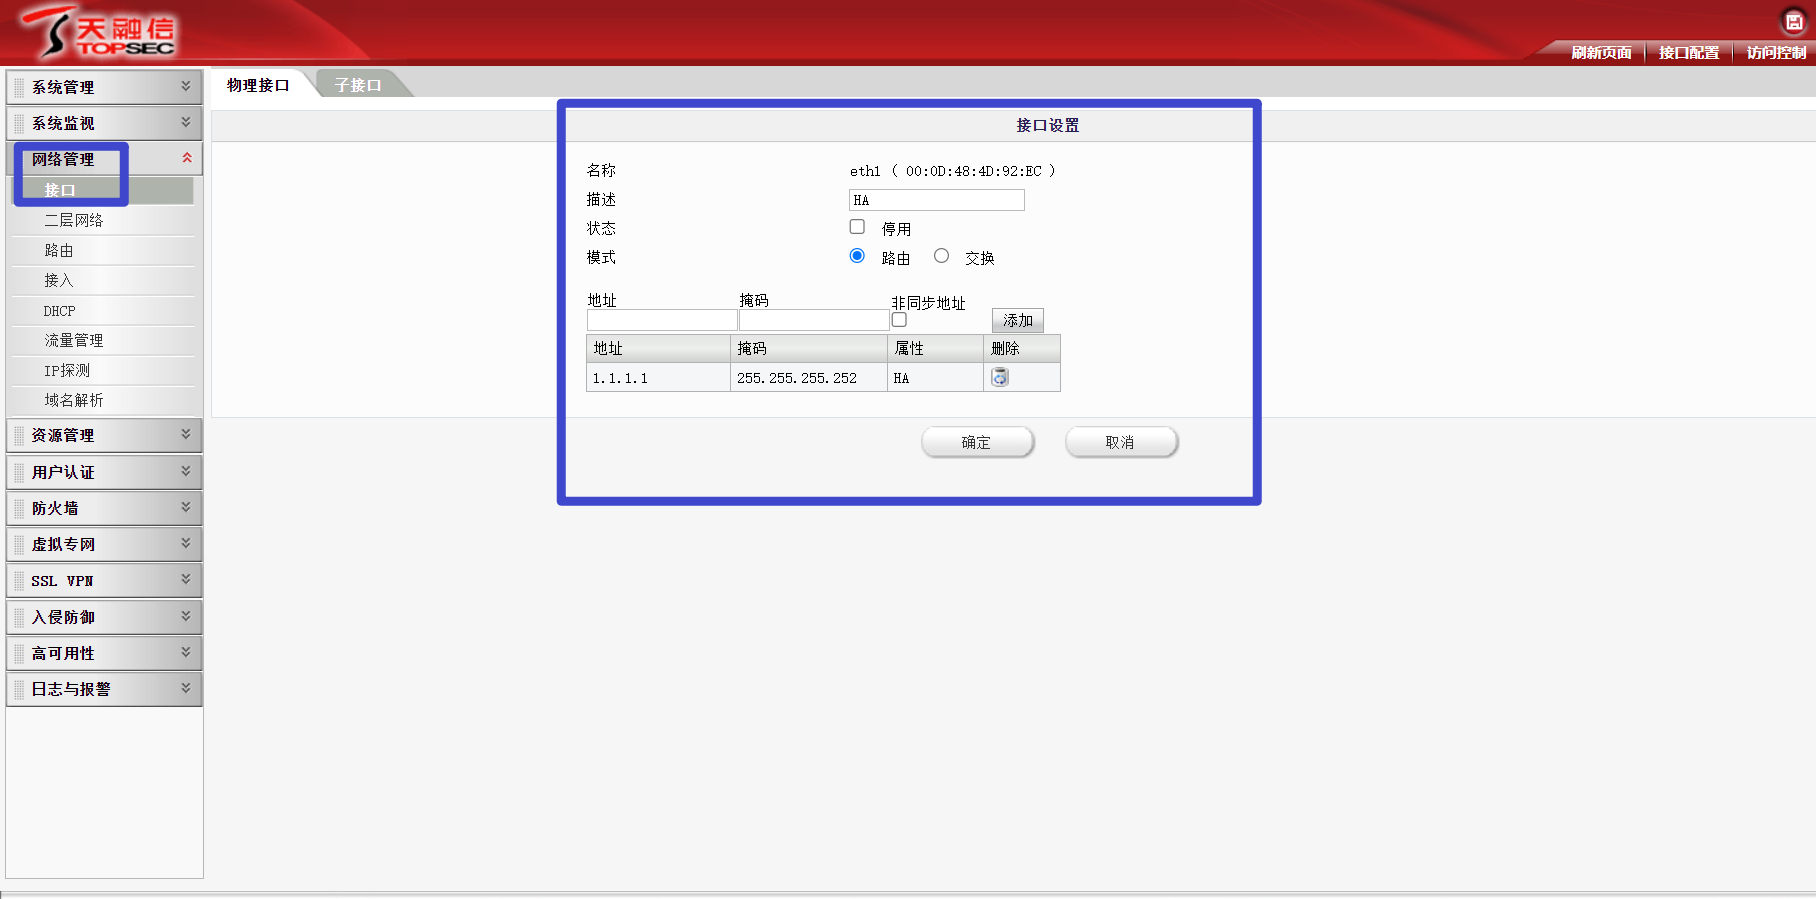 天融信
TOPSEC
刷新页面 接口配置 访问控制
系统管理
系统监视
网络管理
接口
二层网络
路由
接入
DHCP
流量管理
IP探测
域名解析
资源管理
用户认证
防火墙
虚拟专网
SSL VPN
入侵防御
高可用性
日志与报警
物理接口 子接口
接口设置
名称 eth1 ( 00:0D:48:4D:92:EC )
描述 HA
状态 停用
模式 路由 交换
地址 掩码 非同步地址
添加
地址 掩码 属性 删除
1.1.1.1 255.255.255.252 HA
确定 取消